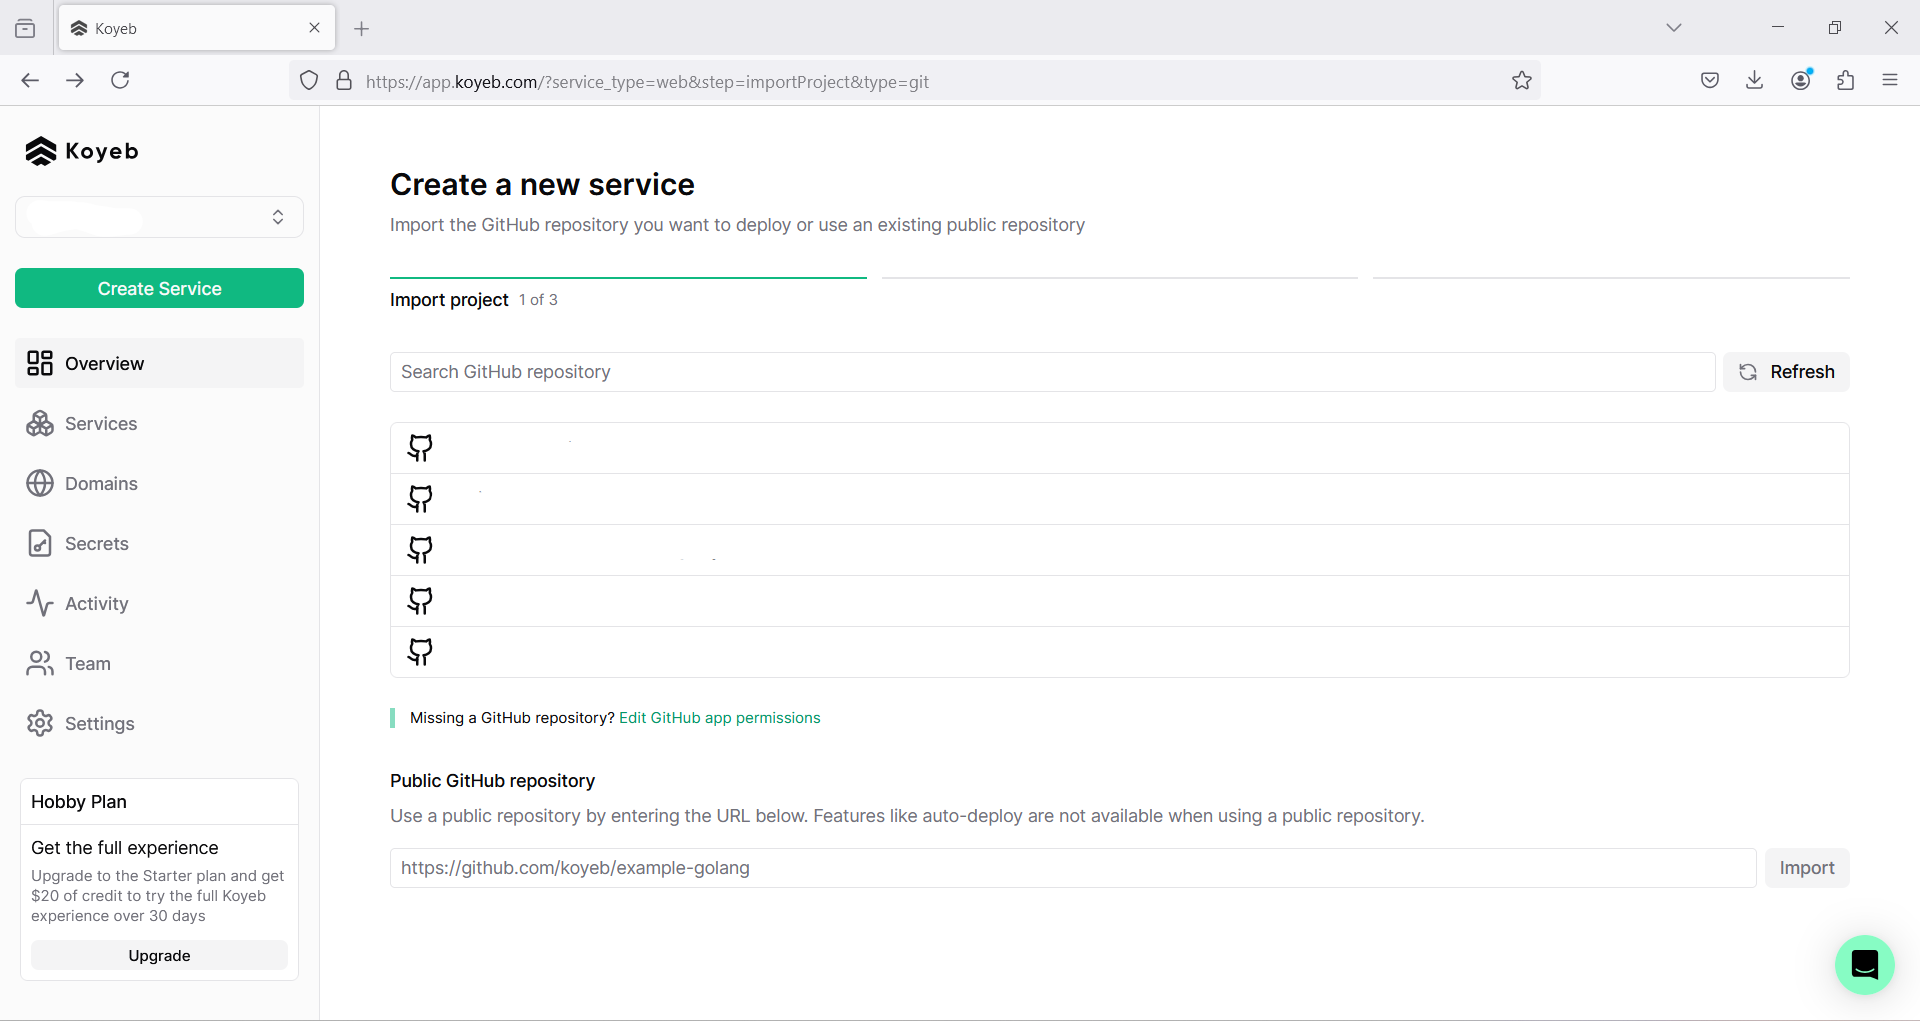 Koyeb
https://app.koyeb.com/?service_type=web&step=importProject&type=git
Koyeb
Create Service
Overview
Services
Domains
Secrets
Activity
Team
Settings
Hobby Plan
Get the full experience
Upgrade to the Starter plan and get
$20 of credit to try the full Koyeb
experience over 30 days
Upgrade
Create a new service
Import the GitHub repository you want to deploy or use an existing public repository
Import project 1 of 3
Search GitHub repository
Refresh
Missing a GitHub repository? Edit GitHub app permissions
Public GitHub repository
Use a public repository by entering the URL below. Features like auto-deploy are not available when using a public repository.
https://github.com/koyeb/example-golang
Import